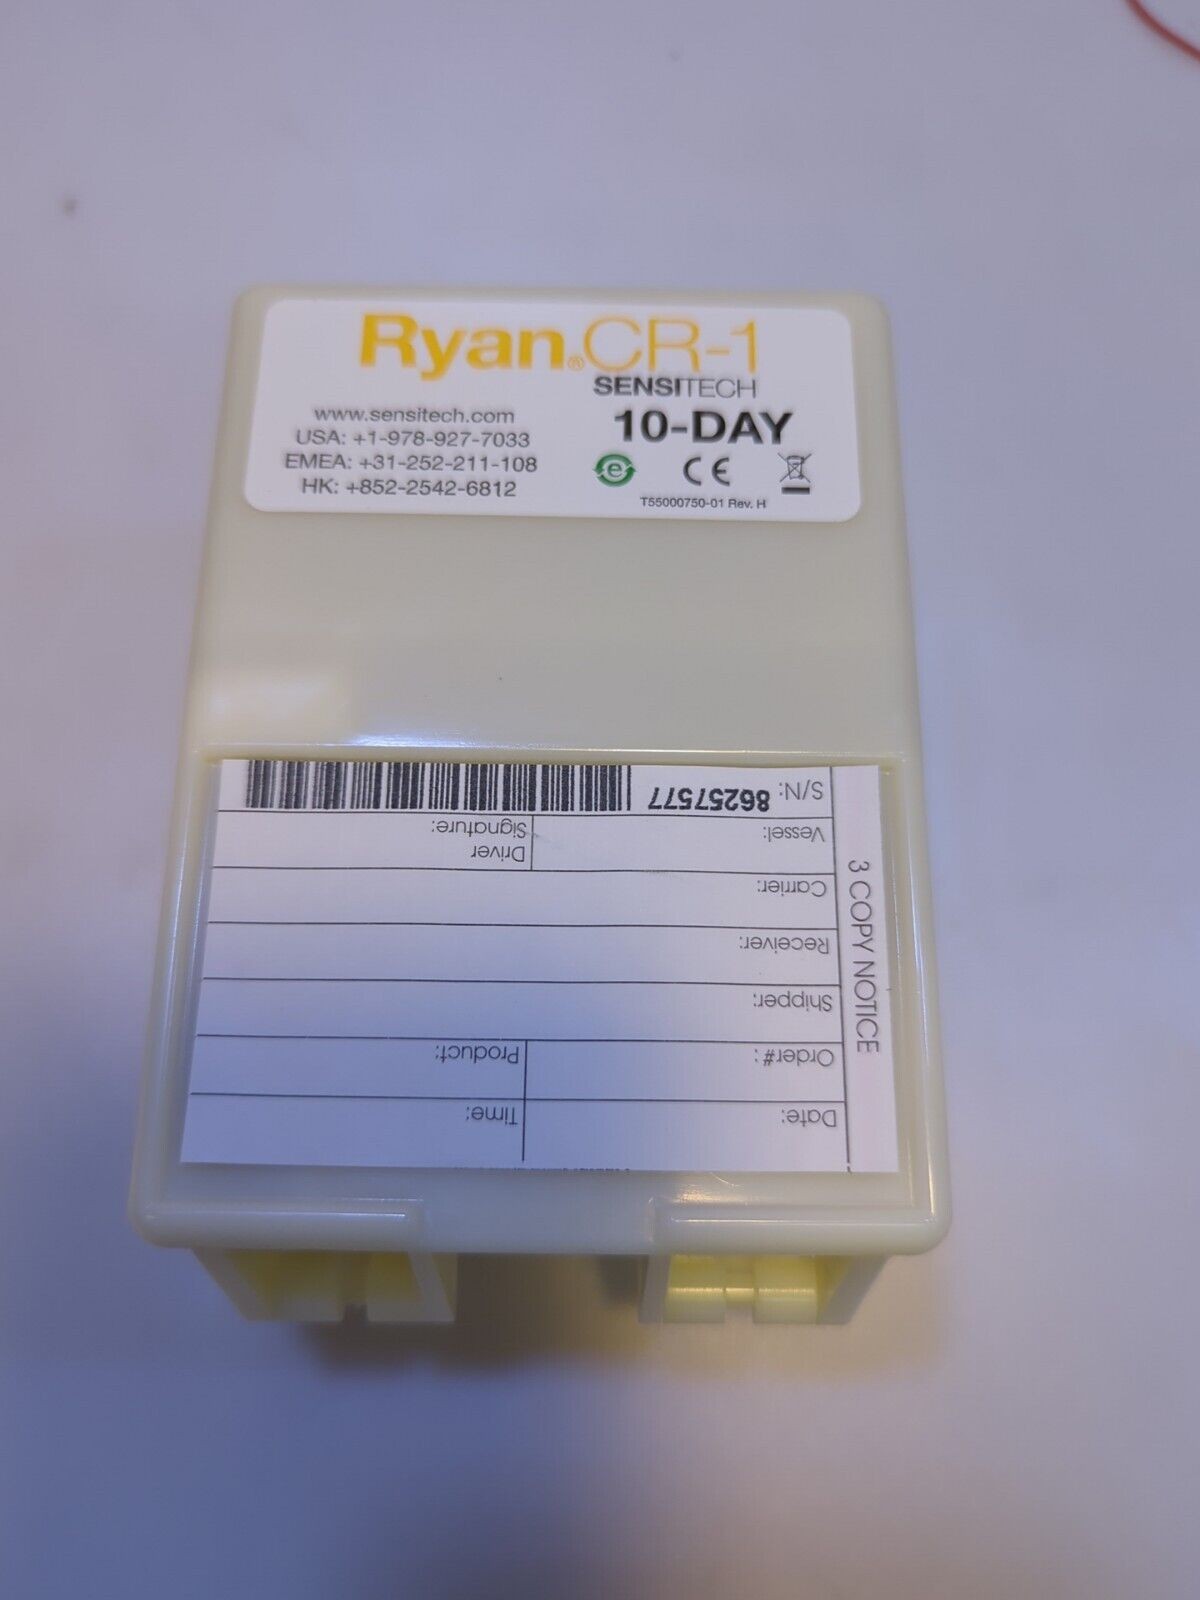 Ryan® CR-1
SENSITECH
10-DAY
www.sensitech.com
USA: +1-978-927-7033
EMEA: +31-252-211-108
HK: +852-2542-6812
e
CE
T55000750-01 Rev. H
3 COPY NOTICE
Date: Time:
Order#: Product:
Shipper:
Receiver:
Carrier:
Vessel: Driver
Signature:
S/N: 86257577